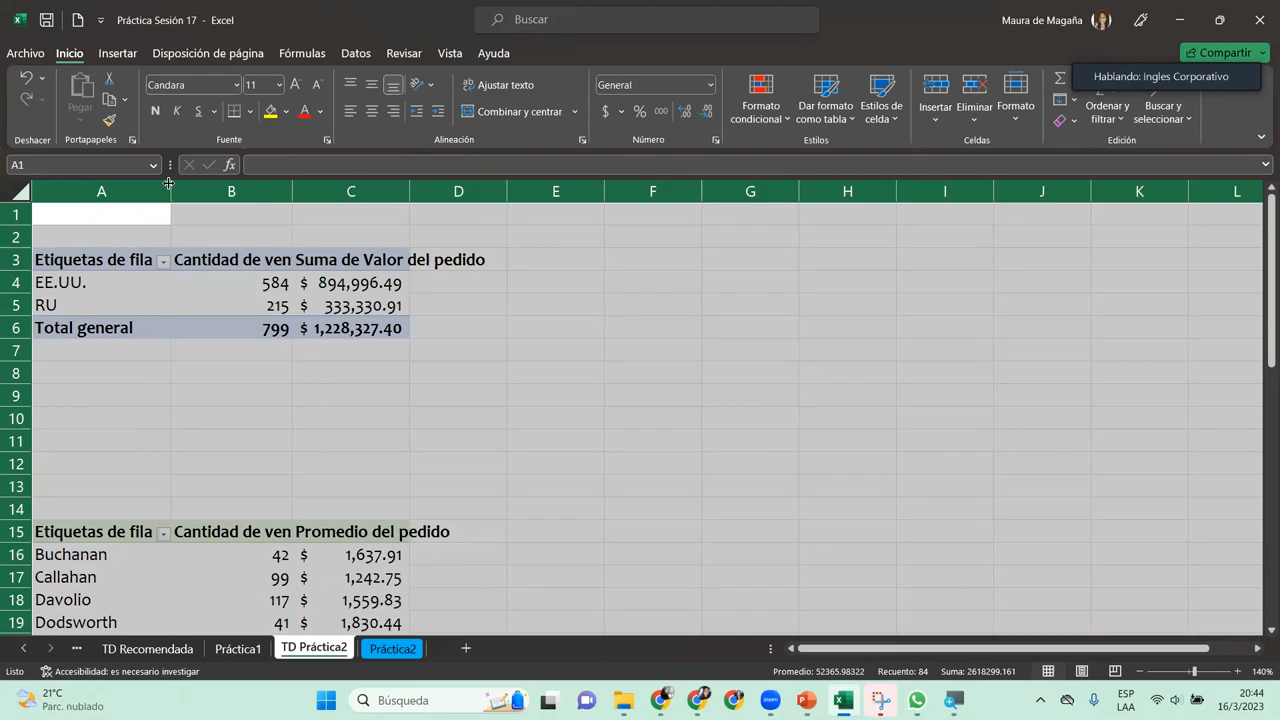 Práctica Sesión 17 - Excel
Buscar
Maura de Magaña
Archivo Inicio Insertar Disposición de página Fórmulas Datos Revisar Vista Ayuda
Compartir
Hablando: Ingles Corporativo
Pegar
Candara 11
N K S
Ajustar texto
Combinar y centrar
General
$ % 000
Formato condicional
Dar formato como tabla
Estilos de celda
Insertar
Eliminar
Formato
Ordenar y filtrar
Buscar y seleccionar
Deshacer Portapapeles Fuente Alineación Número Estilos Celdas Edición
A1 fx
A B C D E F G H I J K L
1
2
3 Etiquetas de fila Cantidad de ven Suma de Valor del pedido
4 EE.UU. 584 $ 894,996.49
5 RU 215 $ 333,330.91
6 Total general 799 $ 1,228,327.40
7
8
9
10
11
12
13
14
15 Etiquetas de fila Cantidad de ven Promedio del pedido
16 Buchanan 42 $ 1,637.91
17 Callahan 99 $ 1,242.75
18 Davolio 117 $ 1,559.83
19 Dodsworth 41 $ 1,830.44
TD Recomendada Práctica1 TD Práctica2 Práctica2
Listo Accesibilidad: es necesario investigar Promedio: 52365.98322 Recuento: 84 Suma: 2618299.161 140%
21°C
Parc. nublado
Búsqueda
zoom
ESP
LAA
20:44
16/3/2023